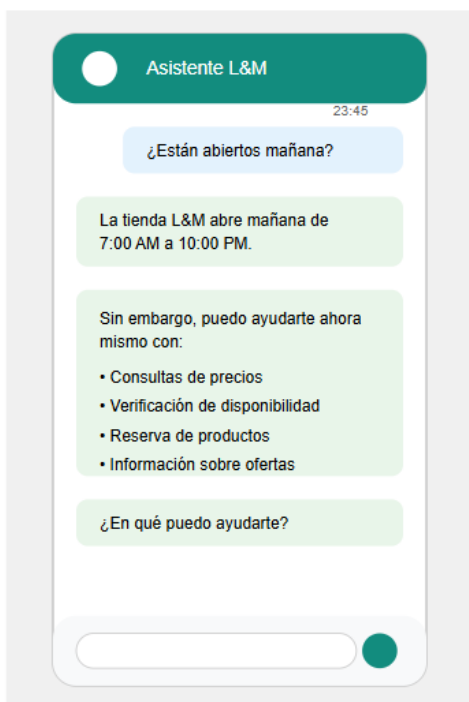 Asistente L&M
23:45
¿Están abiertos mañana?
La tienda L&M abre mañana de
7:00 AM a 10:00 PM.
Sin embargo, puedo ayudarte ahora
mismo con:
• Consultas de precios
• Verificación de disponibilidad
• Reserva de productos
• Información sobre ofertas
¿En qué puedo ayudarte?